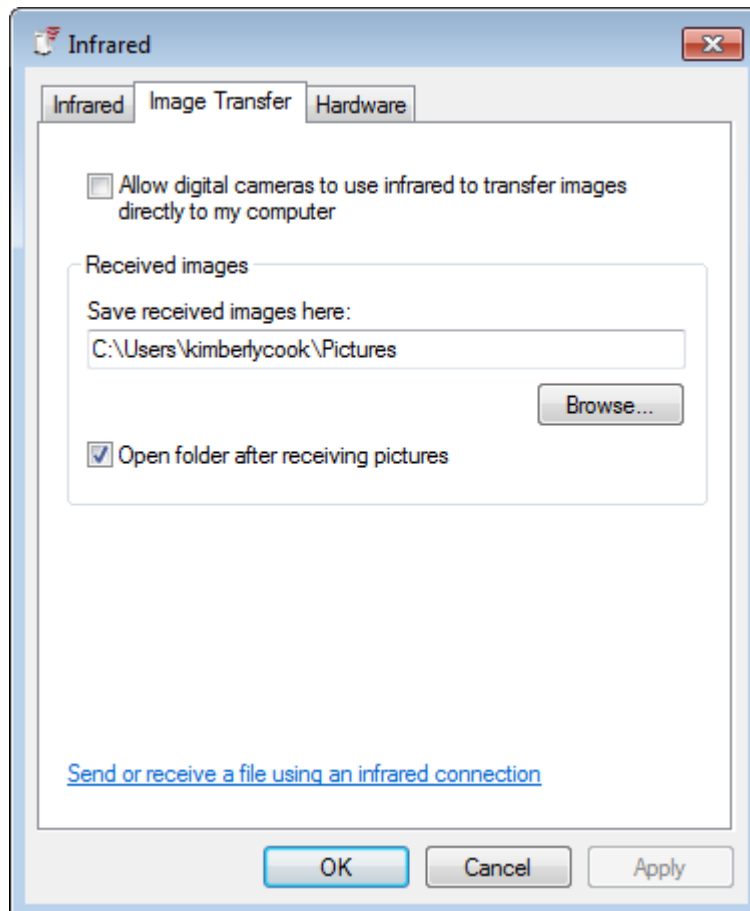 Infrared
Infrared Image Transfer Hardware
Allow digital cameras to use infrared to transfer images
directly to my computer
Received images
Save received images here:
C:\Users\kimberlycook\Pictures
Browse...
Open folder after receiving pictures
Send or receive a file using an infrared connection
OK Cancel Apply